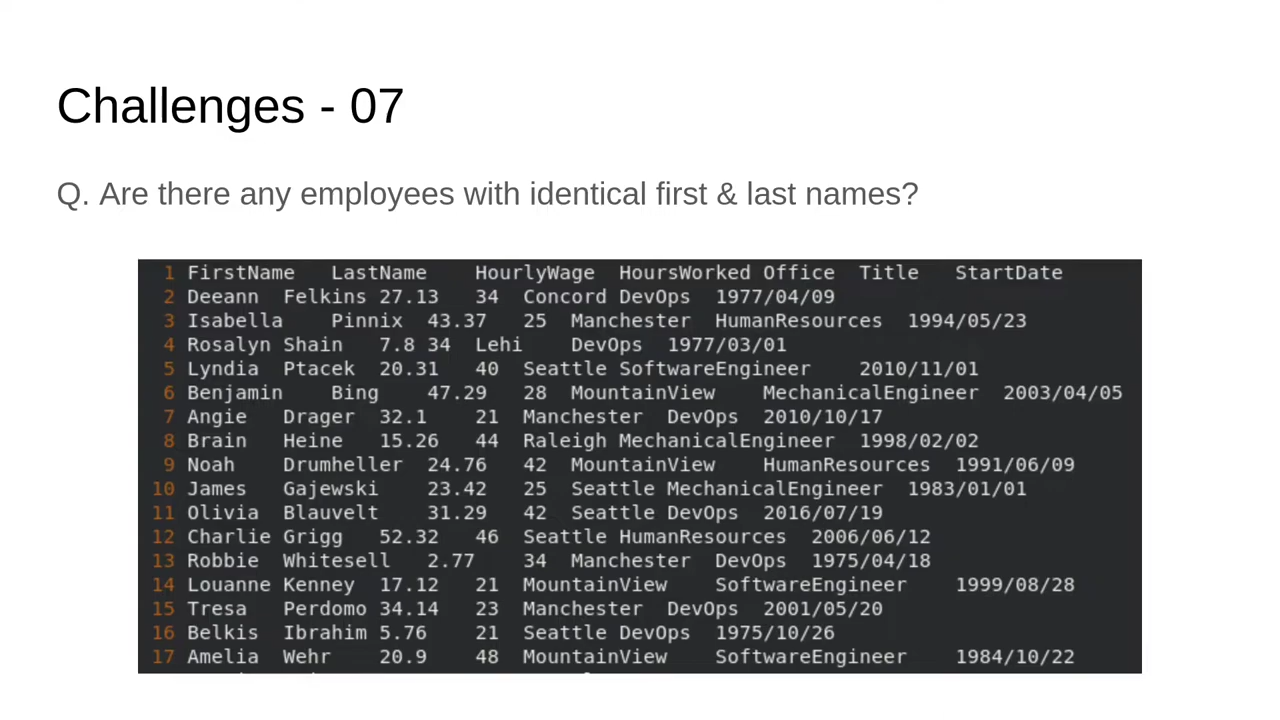 Challenges - 07
Q. Are there any employees with identical first & last names?
1 FirstName LastName HourlyWage HoursWorked Office Title StartDate
2 Deeann Felkins 27.13 34 Concord DevOps 1977/04/09
3 Isabella Pinnix 43.37 25 Manchester HumanResources 1994/05/23
4 Rosalyn Shain 7.8 34 Lehi DevOps 1977/03/01
5 Lyndia Ptacek 20.31 40 Seattle SoftwareEngineer 2010/11/01
6 Benjamin Bing 47.29 28 MountainView MechanicalEngineer 2003/04/05
7 Angie Drager 32.1 21 Manchester DevOps 2010/10/17
8 Brain Heine 15.26 44 Raleigh MechanicalEngineer 1998/02/02
9 Noah Drumheller 24.76 42 MountainView HumanResources 1991/06/09
10 James Gajewski 23.42 25 Seattle MechanicalEngineer 1983/01/01
11 Olivia Blauvelt 31.29 42 Seattle DevOps 2016/07/19
12 Charlie Grigg 52.32 46 Seattle HumanResources 2006/06/12
13 Robbie Whitesell 2.77 34 Manchester DevOps 1975/04/18
14 Louanne Kenney 17.12 21 MountainView SoftwareEngineer 1999/08/28
15 Tresa Perdomo 34.14 23 Manchester DevOps 2001/05/20
16 Belkis Ibrahim 5.76 21 Seattle DevOps 1975/10/26
17 Amelia Wehr 20.9 48 MountainView SoftwareEngineer 1984/10/22